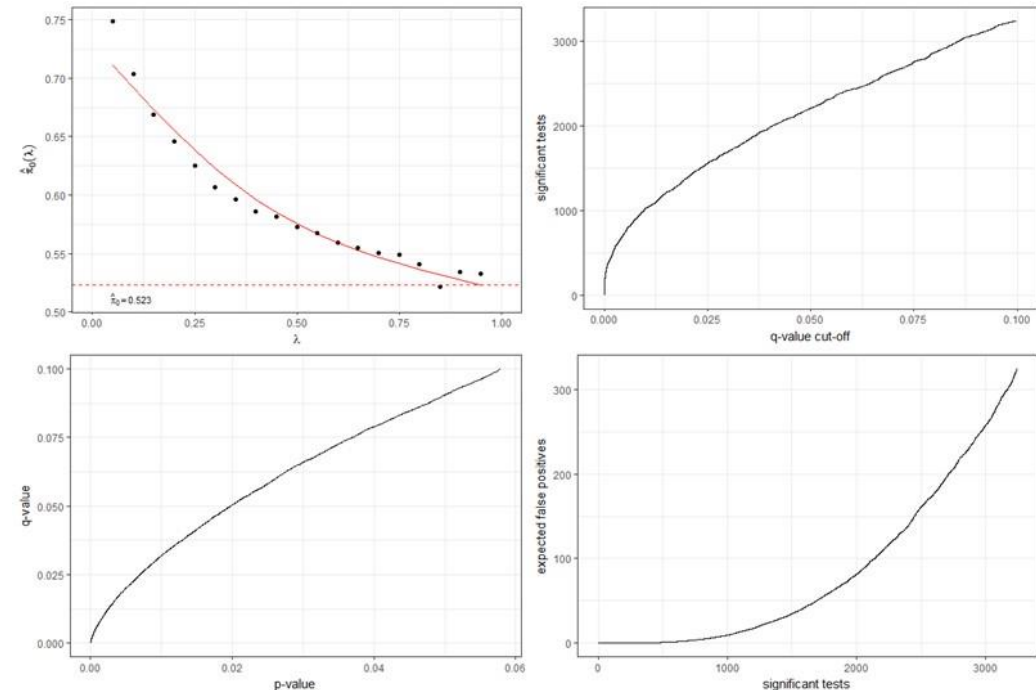 0.75
0.70
0.65
0.60
0.55
0.50
π̂₀(λ)
π̂₀=0.523
0.00 0.25 0.50 0.75 1.00
λ
3000
2000
1000
0
significant tests
0.000 0.025 0.050 0.075 0.100
q-value cut-off
0.100
0.075
0.050
0.025
0.000
q-value
0.00 0.02 0.04 0.06
p-value
300
200
100
0
expected false positives
0 1000 2000 3000
significant tests